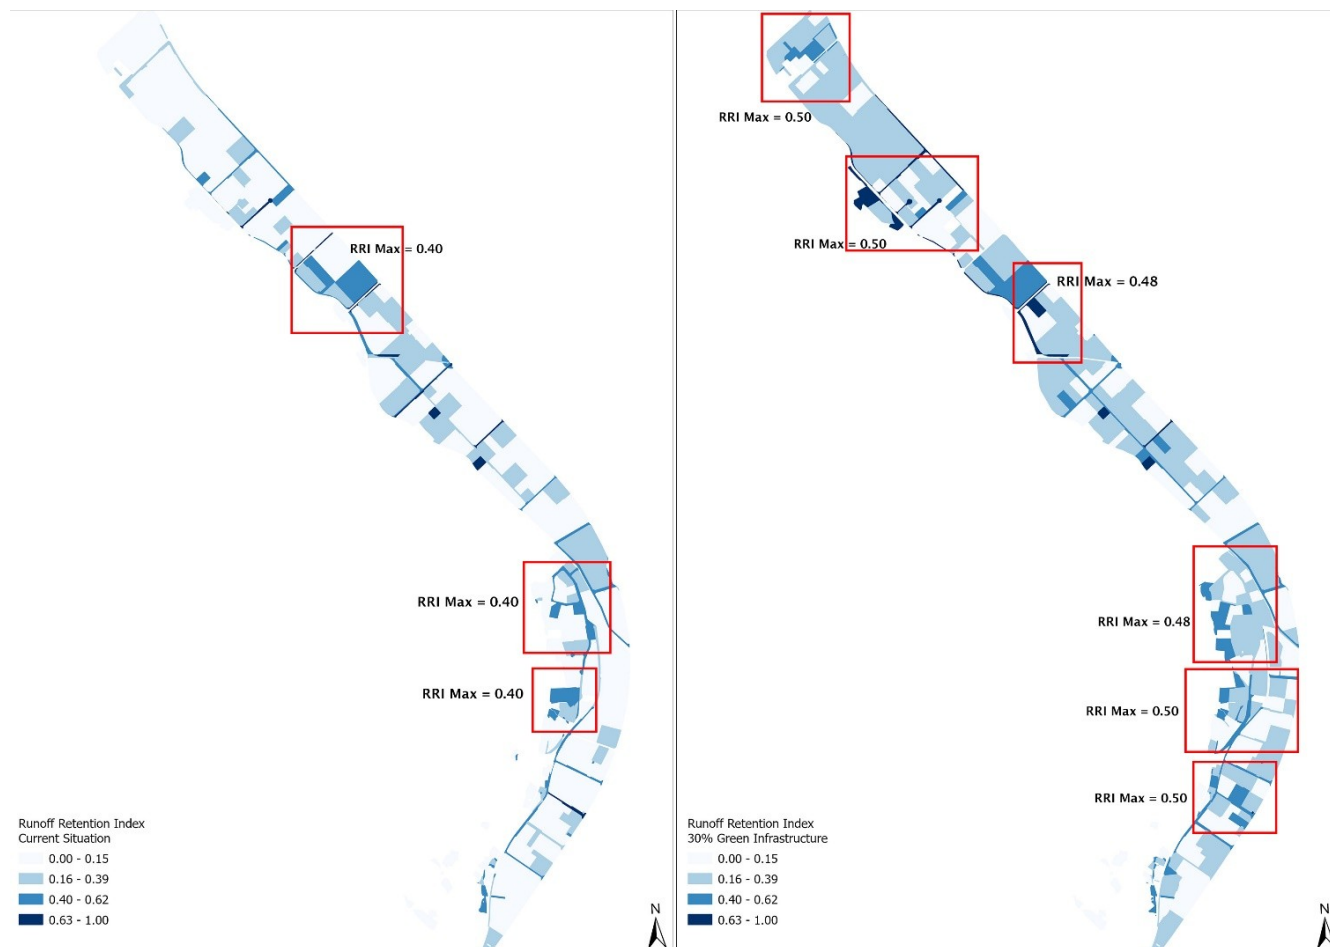 RRI Max = 0.40
RRI Max = 0.40
RRI Max = 0.40
Runoff Retention Index
Current Situation
0.00 - 0.15
0.16 - 0.39
0.40 - 0.62
0.63 - 1.00
N
RRI Max = 0.50
RRI Max = 0.50
RRI Max = 0.48
RRI Max = 0.48
RRI Max = 0.50
RRI Max = 0.50
Runoff Retention Index
30% Green Infrastructure
0.00 - 0.15
0.16 - 0.39
0.40 - 0.62
0.63 - 1.00
N